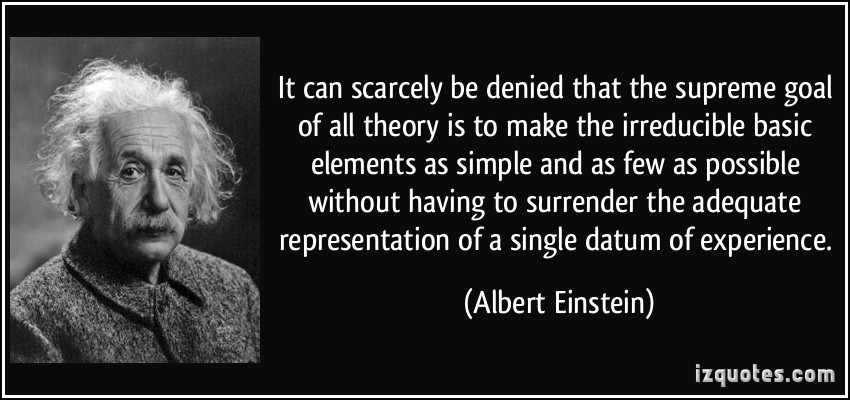 It can scarcely be denied that the supreme goal
of all theory is to make the irreducible basic
elements as simple and as few as possible
without having to surrender the adequate
representation of a single datum of experience.
(Albert Einstein)
izquotes.com